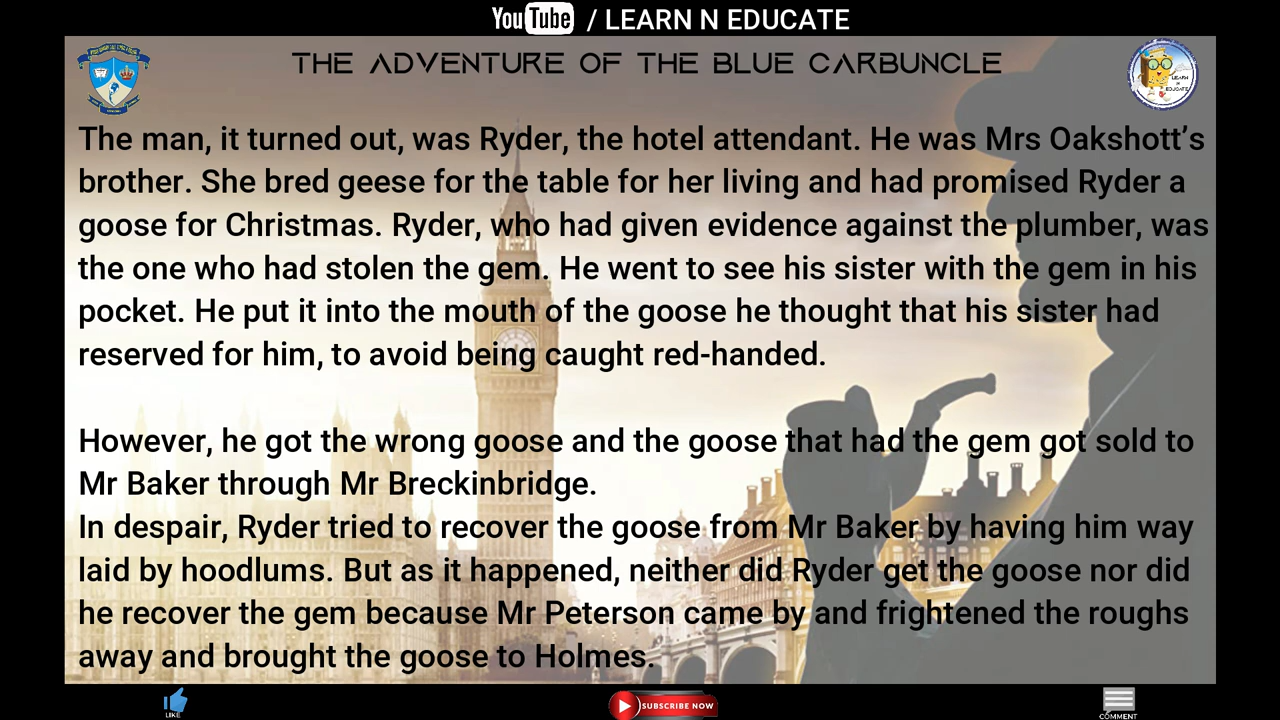 YouTube / LEARN N EDUCATE
THE ADVENTURE OF THE BLUE CARBUNCLE
LEARN
N
EDUCATE
The man, it turned out, was Ryder, the hotel attendant. He was Mrs Oakshott’s
brother. She bred geese for the table for her living and had promised Ryder a
goose for Christmas. Ryder, who had given evidence against the plumber, was
the one who had stolen the gem. He went to see his sister with the gem in his
pocket. He put it into the mouth of the goose he thought that his sister had
reserved for him, to avoid being caught red-handed.
However, he got the wrong goose and the goose that had the gem got sold to
Mr Baker through Mr Breckinbridge.
In despair, Ryder tried to recover the goose from Mr Baker by having him way
laid by hoodlums. But as it happened, neither did Ryder get the goose nor did
he recover the gem because Mr Peterson came by and frightened the roughs
away and brought the goose to Holmes.
LIKE
SUBSCRIBE NOW
COMMENT